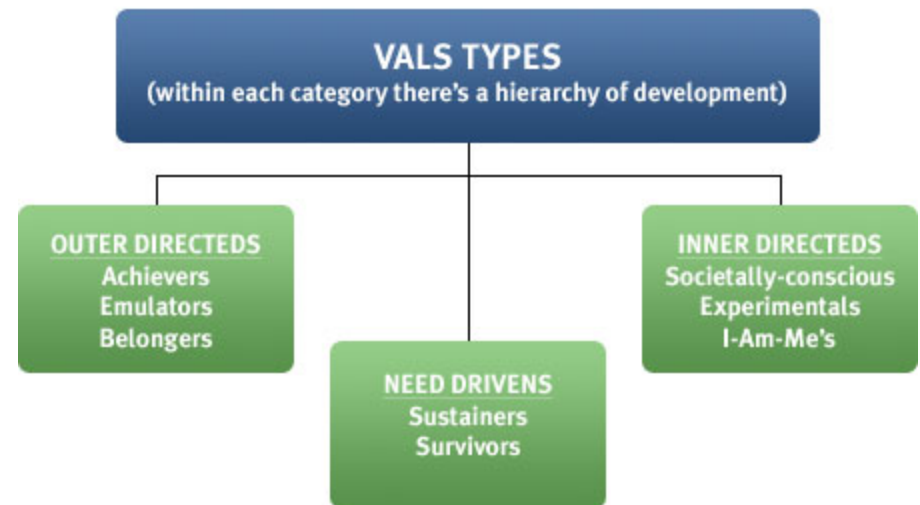 VALS TYPES
(within each category there's a hierarchy of development)
OUTER DIRECTEDS
Achievers
Emulators
Belongers
NEED DRIVENS
Sustainers
Survivors
INNER DIRECTEDS
Societally-conscious
Experimentals
I-Am-Me's